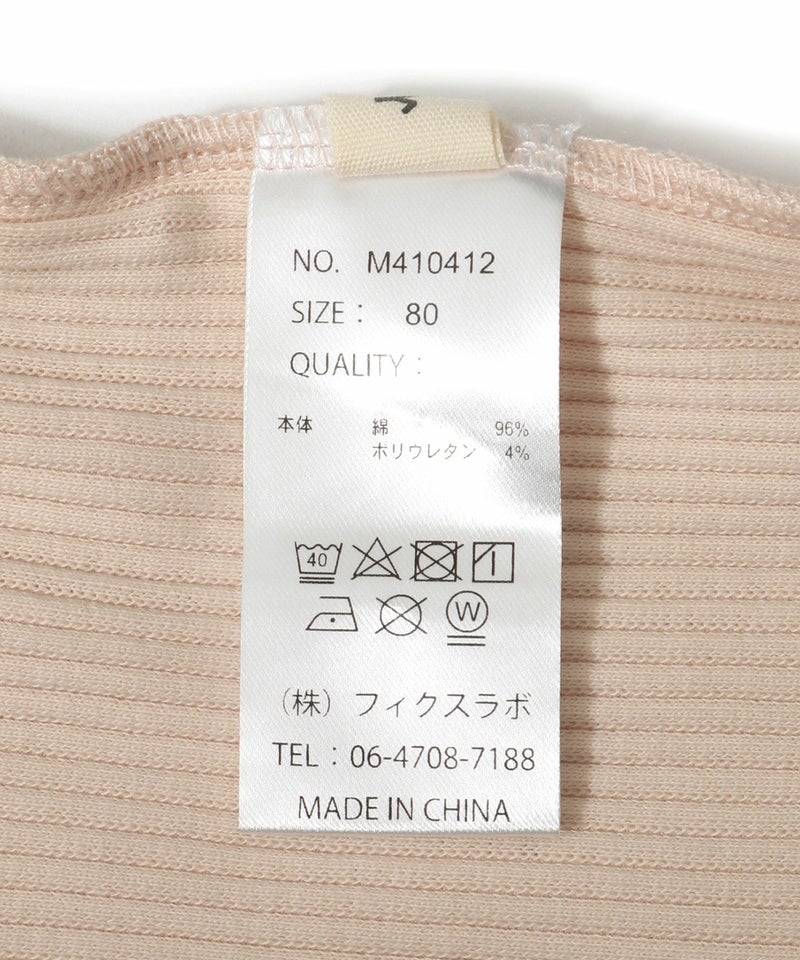 NO. M410412
SIZE： 80
QUALITY：
本体 綿 96%
ポリウレタン 4%
40
W
（株）フィクスラボ
TEL：06-4708-7188
MADE IN CHINA